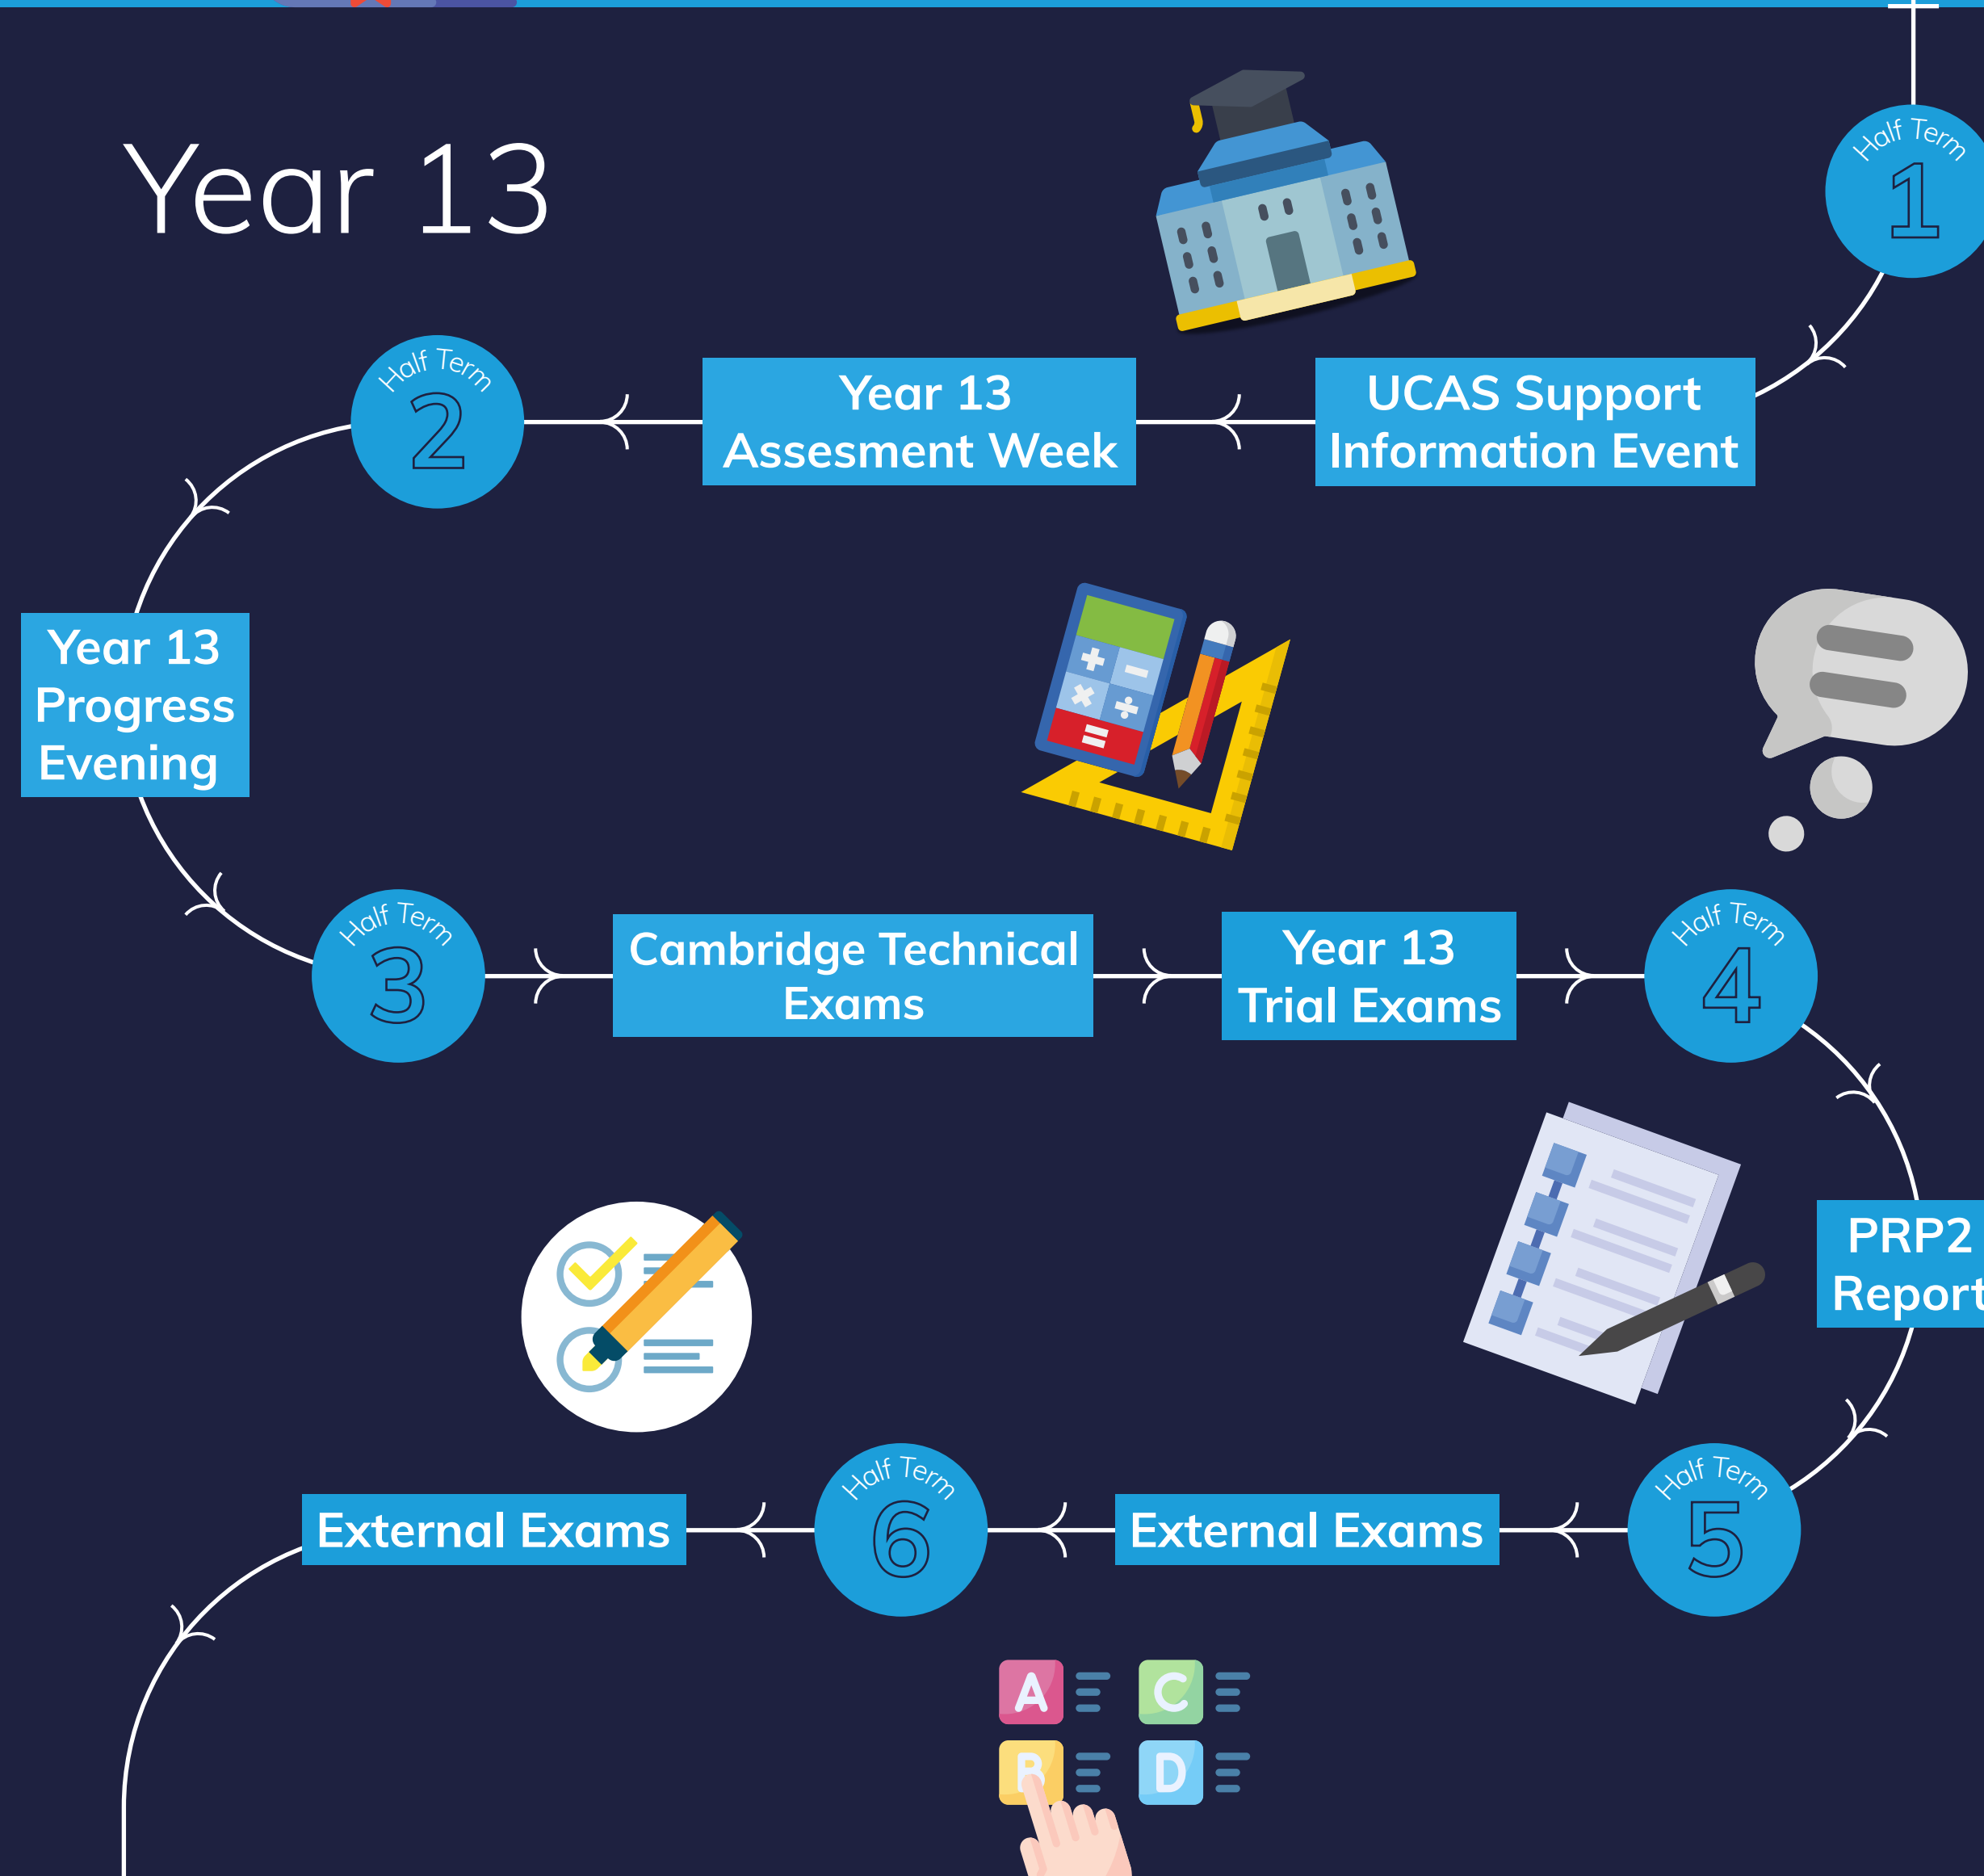 Year 13
Half Term
1
UCAS Support
Information Event
Year 13
Assesment Week
Half Term
2
Year 13
Progress
Evening
Half Term
3
Cambridge Technical
Exams
Year 13
Trial Exams
Half Term
4
PRP2
Report
Half Term
5
External Exams
Half Term
6
External Exams
A
C
B
D